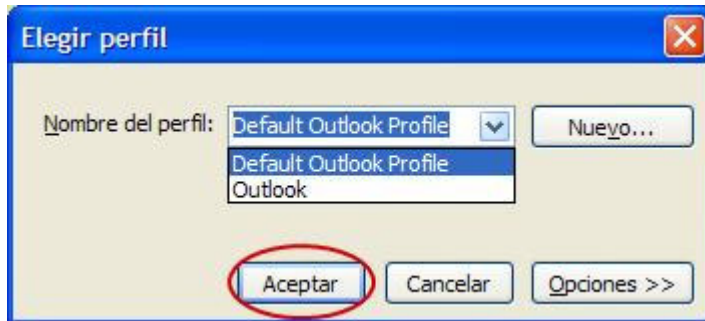 Elegir perfil
Nombre del perfil: Default Outlook Profile Nuevo...
Default Outlook Profile
Outlook
Aceptar Cancelar Opciones >>